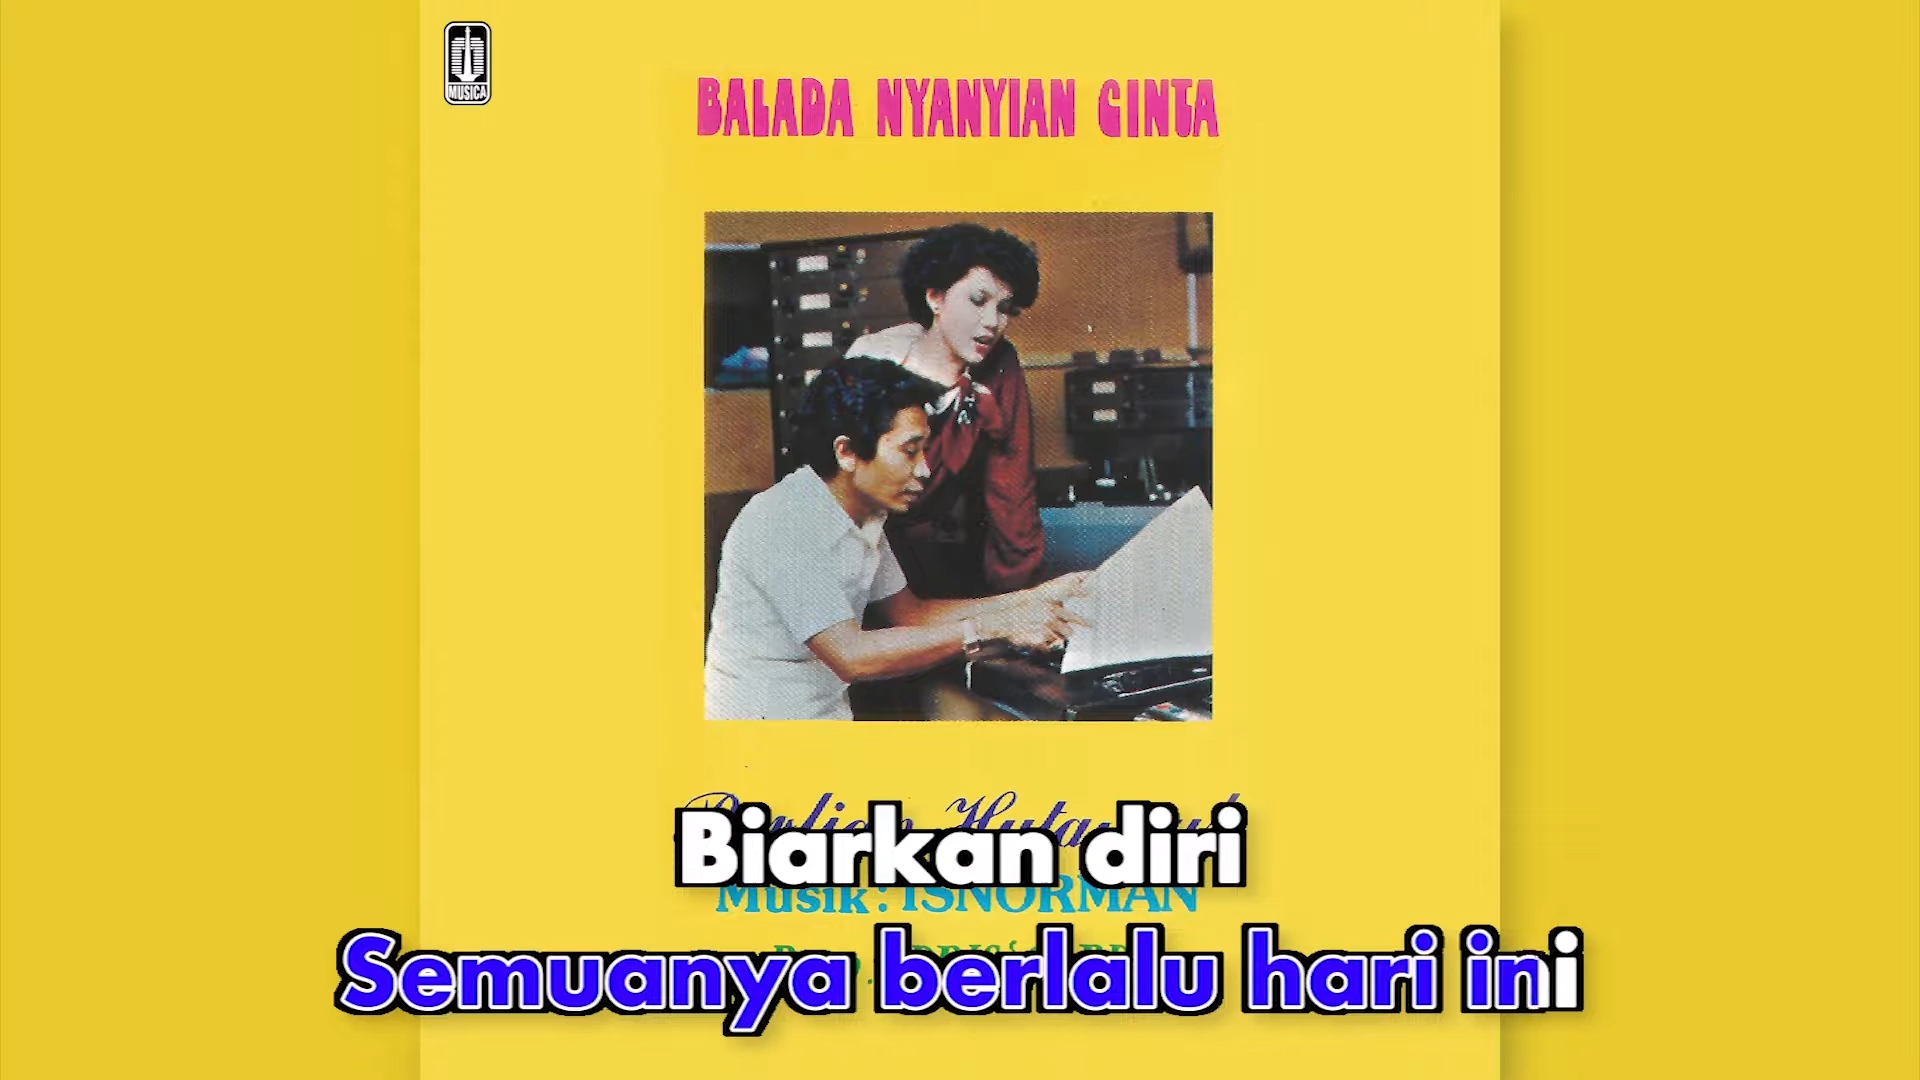 MUSICA
BALADA NYANYIAN CINTA
Biarkan diri
Musik: ISNORMAN
Semuanya berlalu hari ini